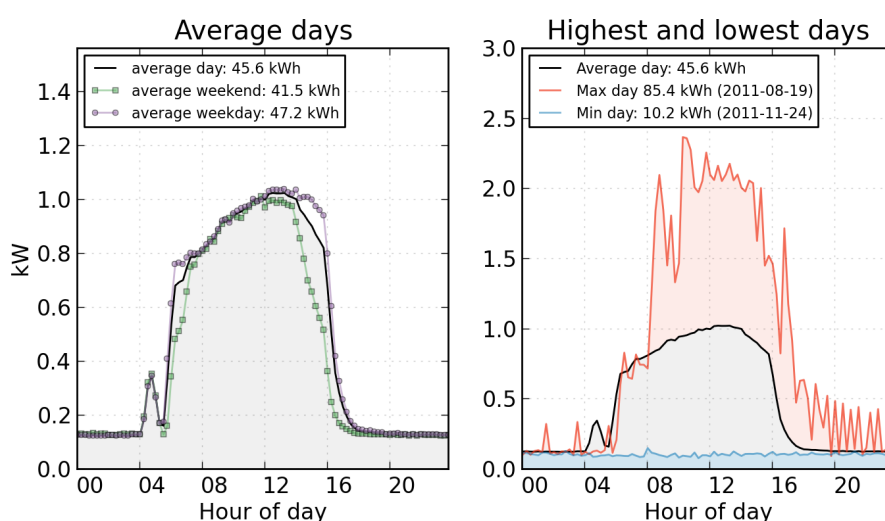 Average days
average day: 45.6 kWh
average weekend: 41.5 kWh
average weekday: 47.2 kWh
1.4
1.2
1.0
0.8
0.6
0.4
0.2
0.0
kW
00 04 08 12 16 20
Hour of day
Highest and lowest days
Average day: 45.6 kWh
Max day 85.4 kWh (2011-08-19)
Min day: 10.2 kWh (2011-11-24)
3.0
2.5
2.0
1.5
1.0
0.5
0.0
00 04 08 12 16 20
Hour of day